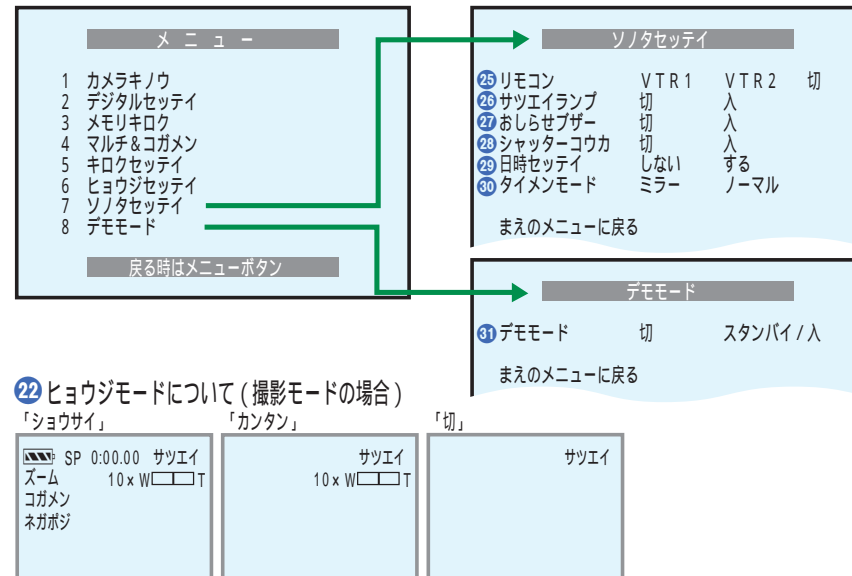 メニュー
1 カメラキノウ
2 デジタルセッテイ
3 メモリキロク
4 マルチ&コガメン
5 キロクセッテイ
6 ヒョウジセッテイ
7 ソノタセッテイ
8 デモモード
戻る時はメニューボタン
ソノタセッテイ
25 リモコン VTR1 VTR2 切
26 サツエイランプ 切 入
27 おしらせブザー 切 入
28 シャッターコウカ 切 入
29 日時セッテイ しない する
30 タイメンモード ミラー ノーマル
まえのメニューに戻る
デモモード
31 デモモード 切 スタンバイ/入
まえのメニューに戻る
22 ヒョウジモードについて(撮影モードの場合)
「ショウサイ」
SP 0:00.00 サツエイ
ズーム 10x W T
コガメン
ネガポジ
「カンタン」
サツエイ
10x W T
「切」
サツエイ